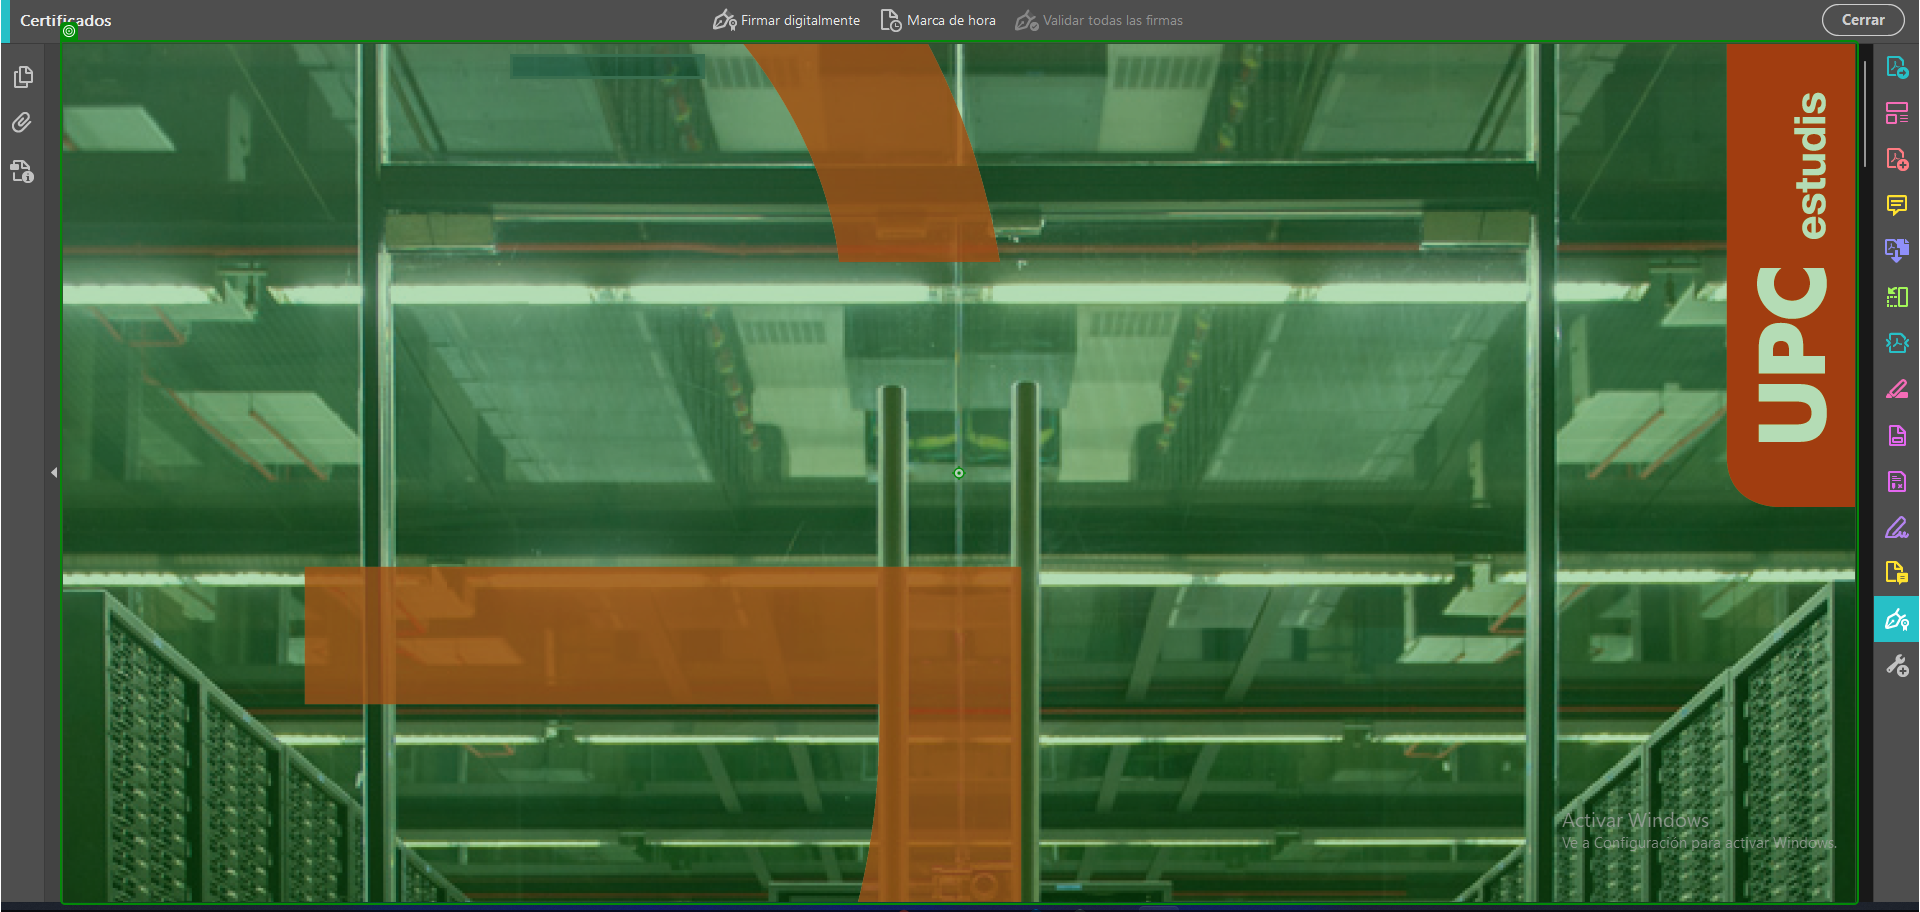 Certificados
Firmar digitalmente
Marca de hora
Validar todas las firmas
Cerrar
UPC estudis
Activar Windows
Ve a Configuración para activar Windows.